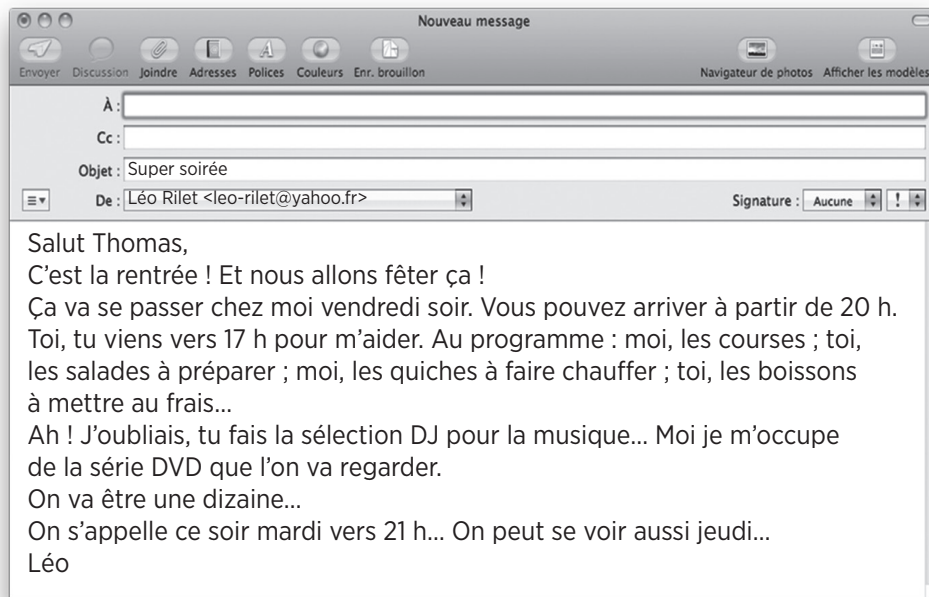 Nouveau message
Envoyer Discussion Joindre Adresses Polices Couleurs Enr. brouillon Navigateur de photos Afficher les modèles
À :
Cc :
Objet : Super soirée
De : Léo Rilet <leo-rilet@yahoo.fr> Signature : Aucune !
Salut Thomas,
C'est la rentrée ! Et nous allons fêter ça !
Ça va se passer chez moi vendredi soir. Vous pouvez arriver à partir de 20 h.
Toi, tu viens vers 17 h pour m'aider. Au programme : moi, les courses ; toi,
les salades à préparer ; moi, les quiches à faire chauffer ; toi, les boissons
à mettre au frais...
Ah ! J'oubliais, tu fais la sélection DJ pour la musique... Moi je m'occupe
de la série DVD que l'on va regarder.
On va être une dizaine...
On s'appelle ce soir mardi vers 21 h... On peut se voir aussi jeudi...
Léo